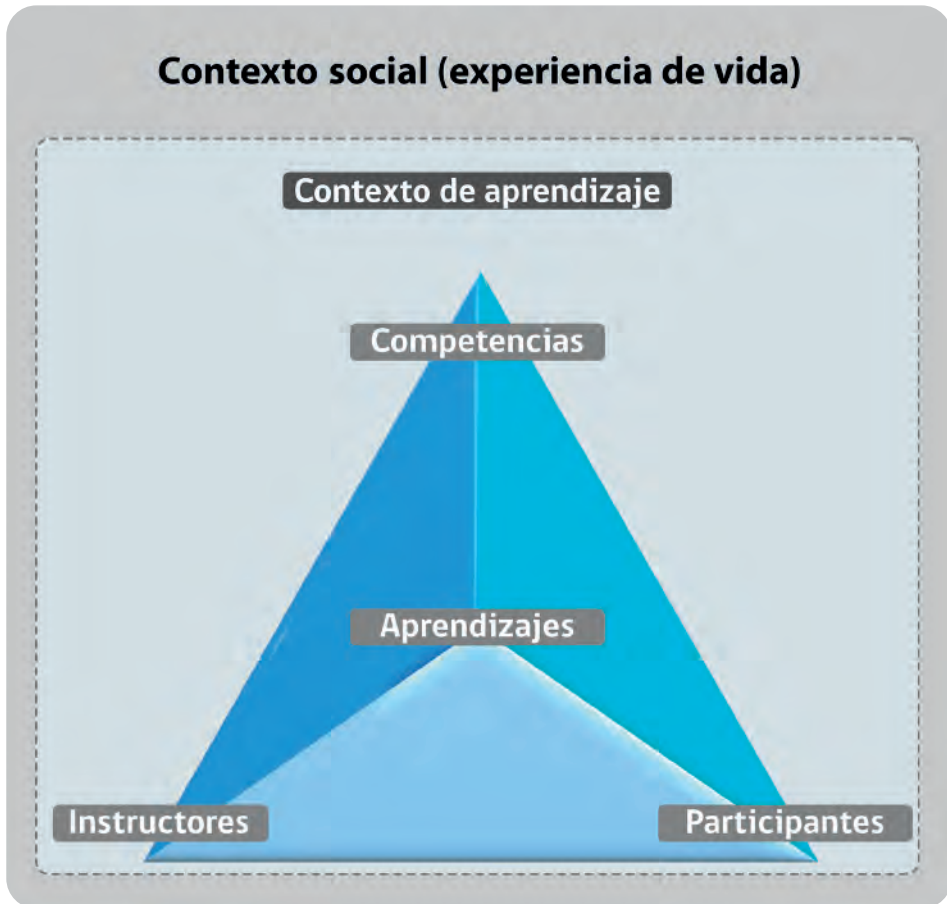 Contexto social (experiencia de vida)
Contexto de aprendizaje
Competencias
Aprendizajes
Instructores
Participantes